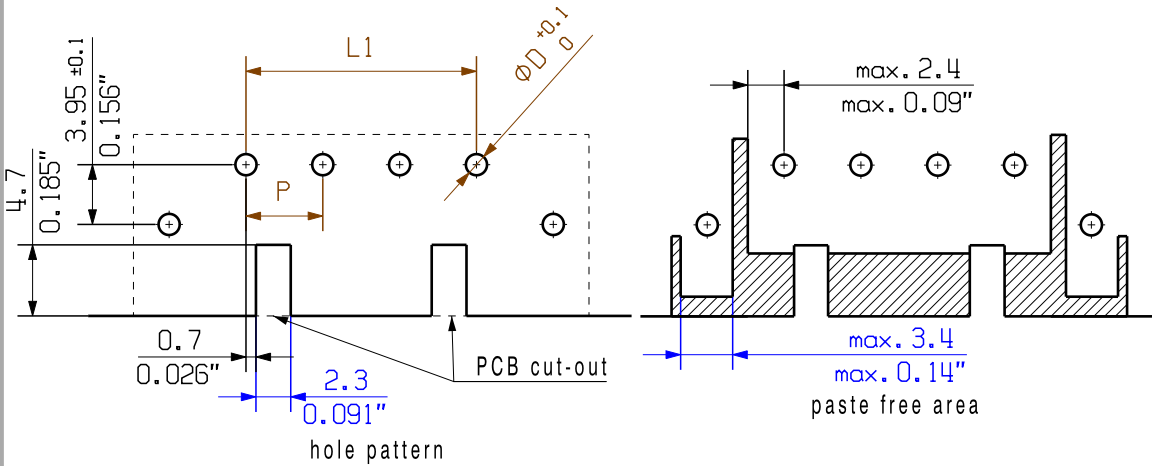 L1
ΦD +0.1 0
3.95 ±0.1
0.156"
4.7
0.185"
P
0.7
0.026"
2.3
0.091"
PCB cut-out
hole pattern
max. 2.4
max. 0.09"
max. 3.4
max. 0.14"
paste free area